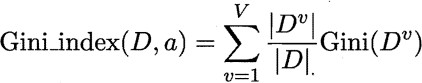 Gini_index(D, a) = \sum_{v=1}^{V} \frac{|D^v|}{|D|} Gini(D^v)